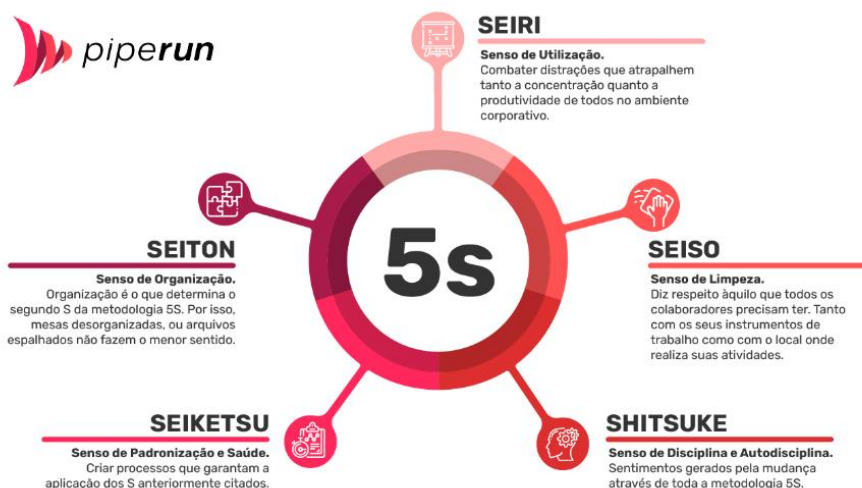 piperun
SEIRI
Senso de Utilização.
Combater distrações que atrapalhem
tanto a concentração quanto a
produtividade de todos no ambiente
corporativo.
5s
SEITON
Senso de Organização.
Organização é o que determina o
segundo S da metodologia 5S. Por isso,
mesas desorganizadas, ou arquivos
espalhados não fazem o menor sentido.
SEISO
Senso de Limpeza.
Diz respeito àquilo que todos os
colaboradores precisam ter. Tanto
com os seus instrumentos de
trabalho como com o local onde
realiza suas atividades.
SEIKETSU
Senso de Padronização e Saúde.
Criar processos que garantam a
aplicação dos S anteriormente citados.
SHITSUKE
Senso de Disciplina e Autodisciplina.
Sentimentos gerados pela mudança
através de toda a metodologia 5S.